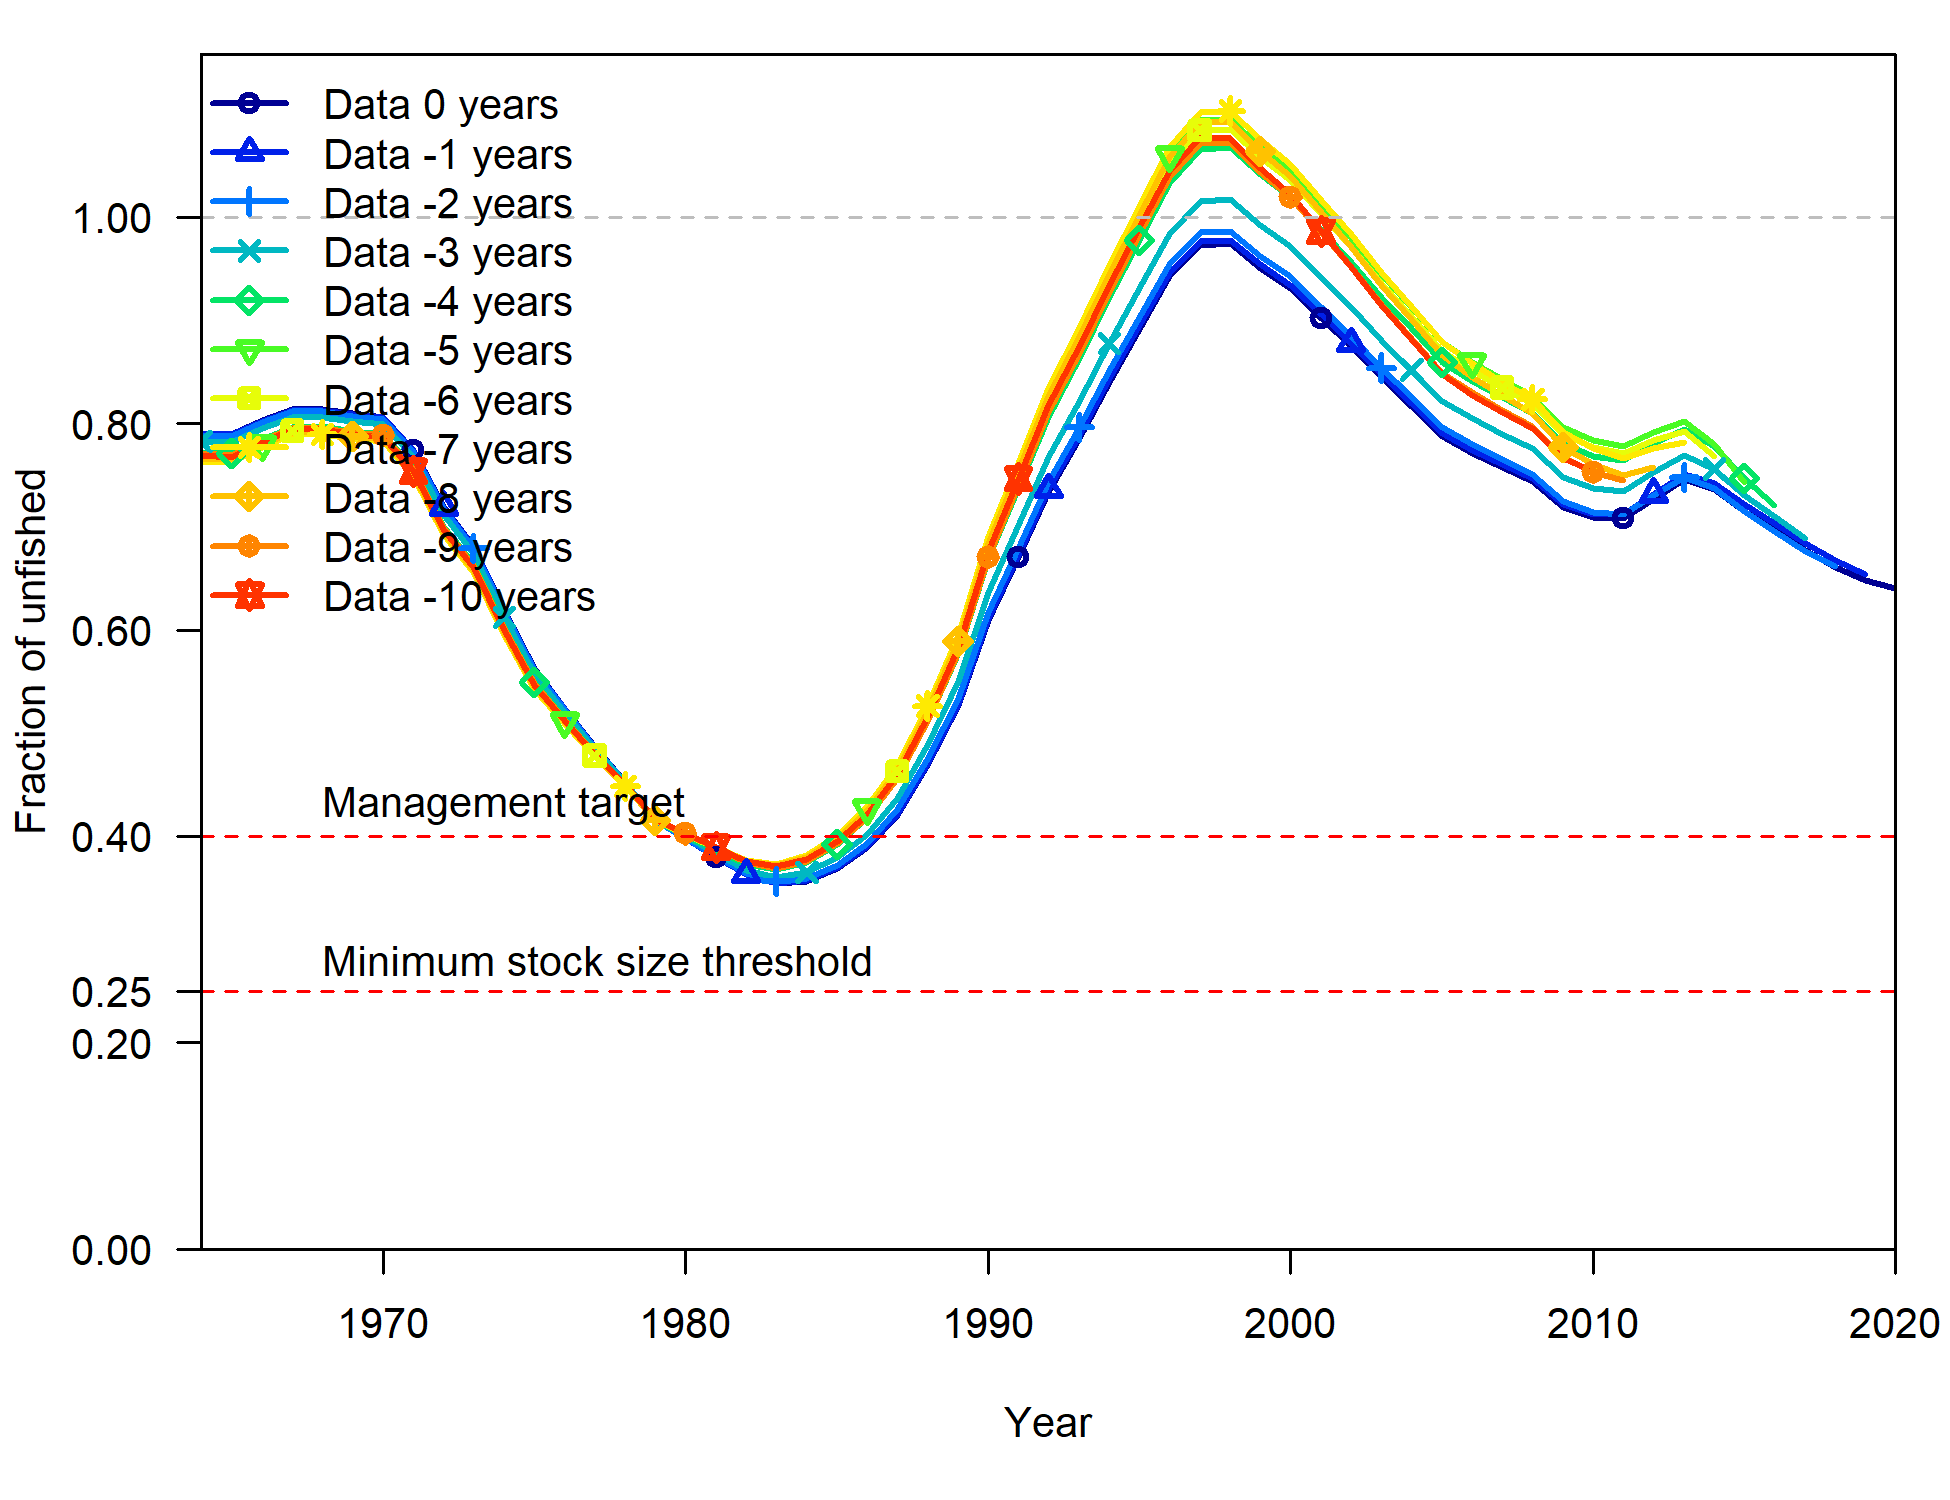 Data 0 years
Data -1 years
Data -2 years
Data -3 years
Data -4 years
Data -5 years
Data -6 years
Data -7 years
Data -8 years
Data -9 years
Data -10 years
Management target
Minimum stock size threshold
Fraction of unfished
1.00
0.80
0.60
0.40
0.25
0.20
0.00
1970
1980
1990
2000
2010
2020
Year